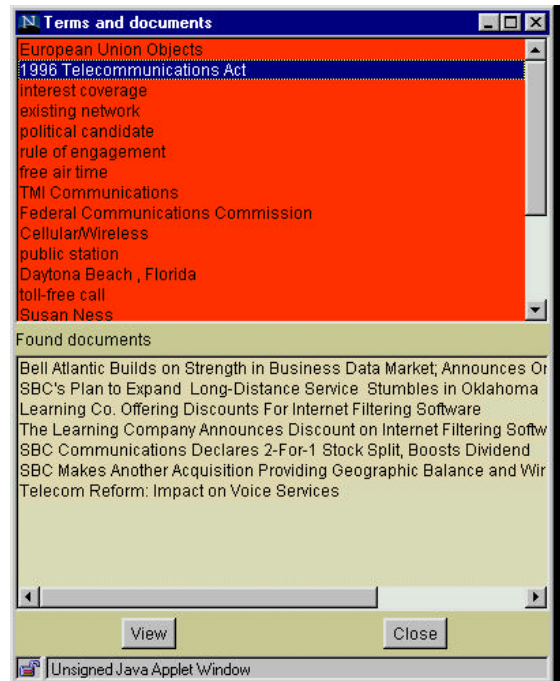 N Terms and documents
European Union Objects
1996 Telecommunications Act
interest coverage
existing network
political candidate
rule of engagement
free air time
TMI Communications
Federal Communications Commission
Cellular/Wireless
public station
Daytona Beach , Florida
toll-free call
Susan Ness
Found documents
Bell Atlantic Builds on Strength in Business Data Market; Announces Or
SBC's Plan to Expand Long-Distance Service Stumbles in Oklahoma
Learning Co. Offering Discounts For Internet Filtering Software
The Learning Company Announces Discount on Internet Filtering Softw
SBC Communications Declares 2-For-1 Stock Split, Boosts Dividend
SBC Makes Another Acquisition Providing Geographic Balance and Wir
Telecom Reform: Impact on Voice Services
View Close
Unsigned Java Applet Window